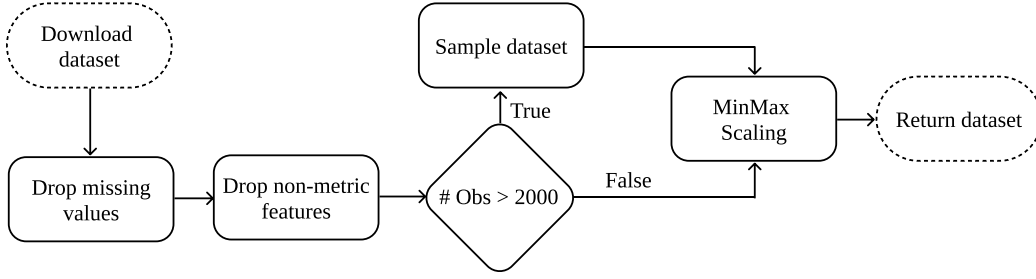 Download
dataset
Drop missing
values
Drop non-metric
features
# Obs > 2000
True
Sample dataset
False
MinMax
Scaling
Return dataset